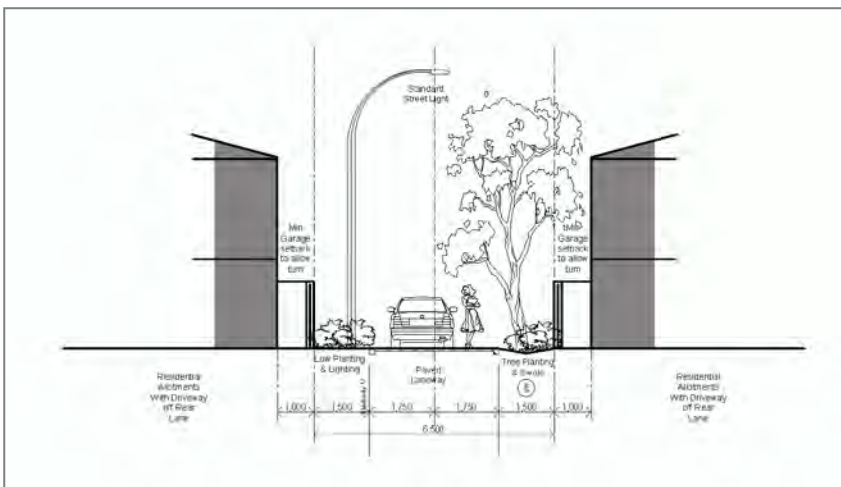 Standard
Street Light
Min
Garage
setback
to allow
turn
Min
Garage
setback
to allow
turn
Low Planting
& Lighting
Paved
Laneway
Tree Planting
& Swale
Residential
Allotments
With Driveway
off Rear
Lane
Residential
Allotments
With Driveway
off Rear
Lane
1,000
1,500
1,750
1,750
1,500
1,000
6,500